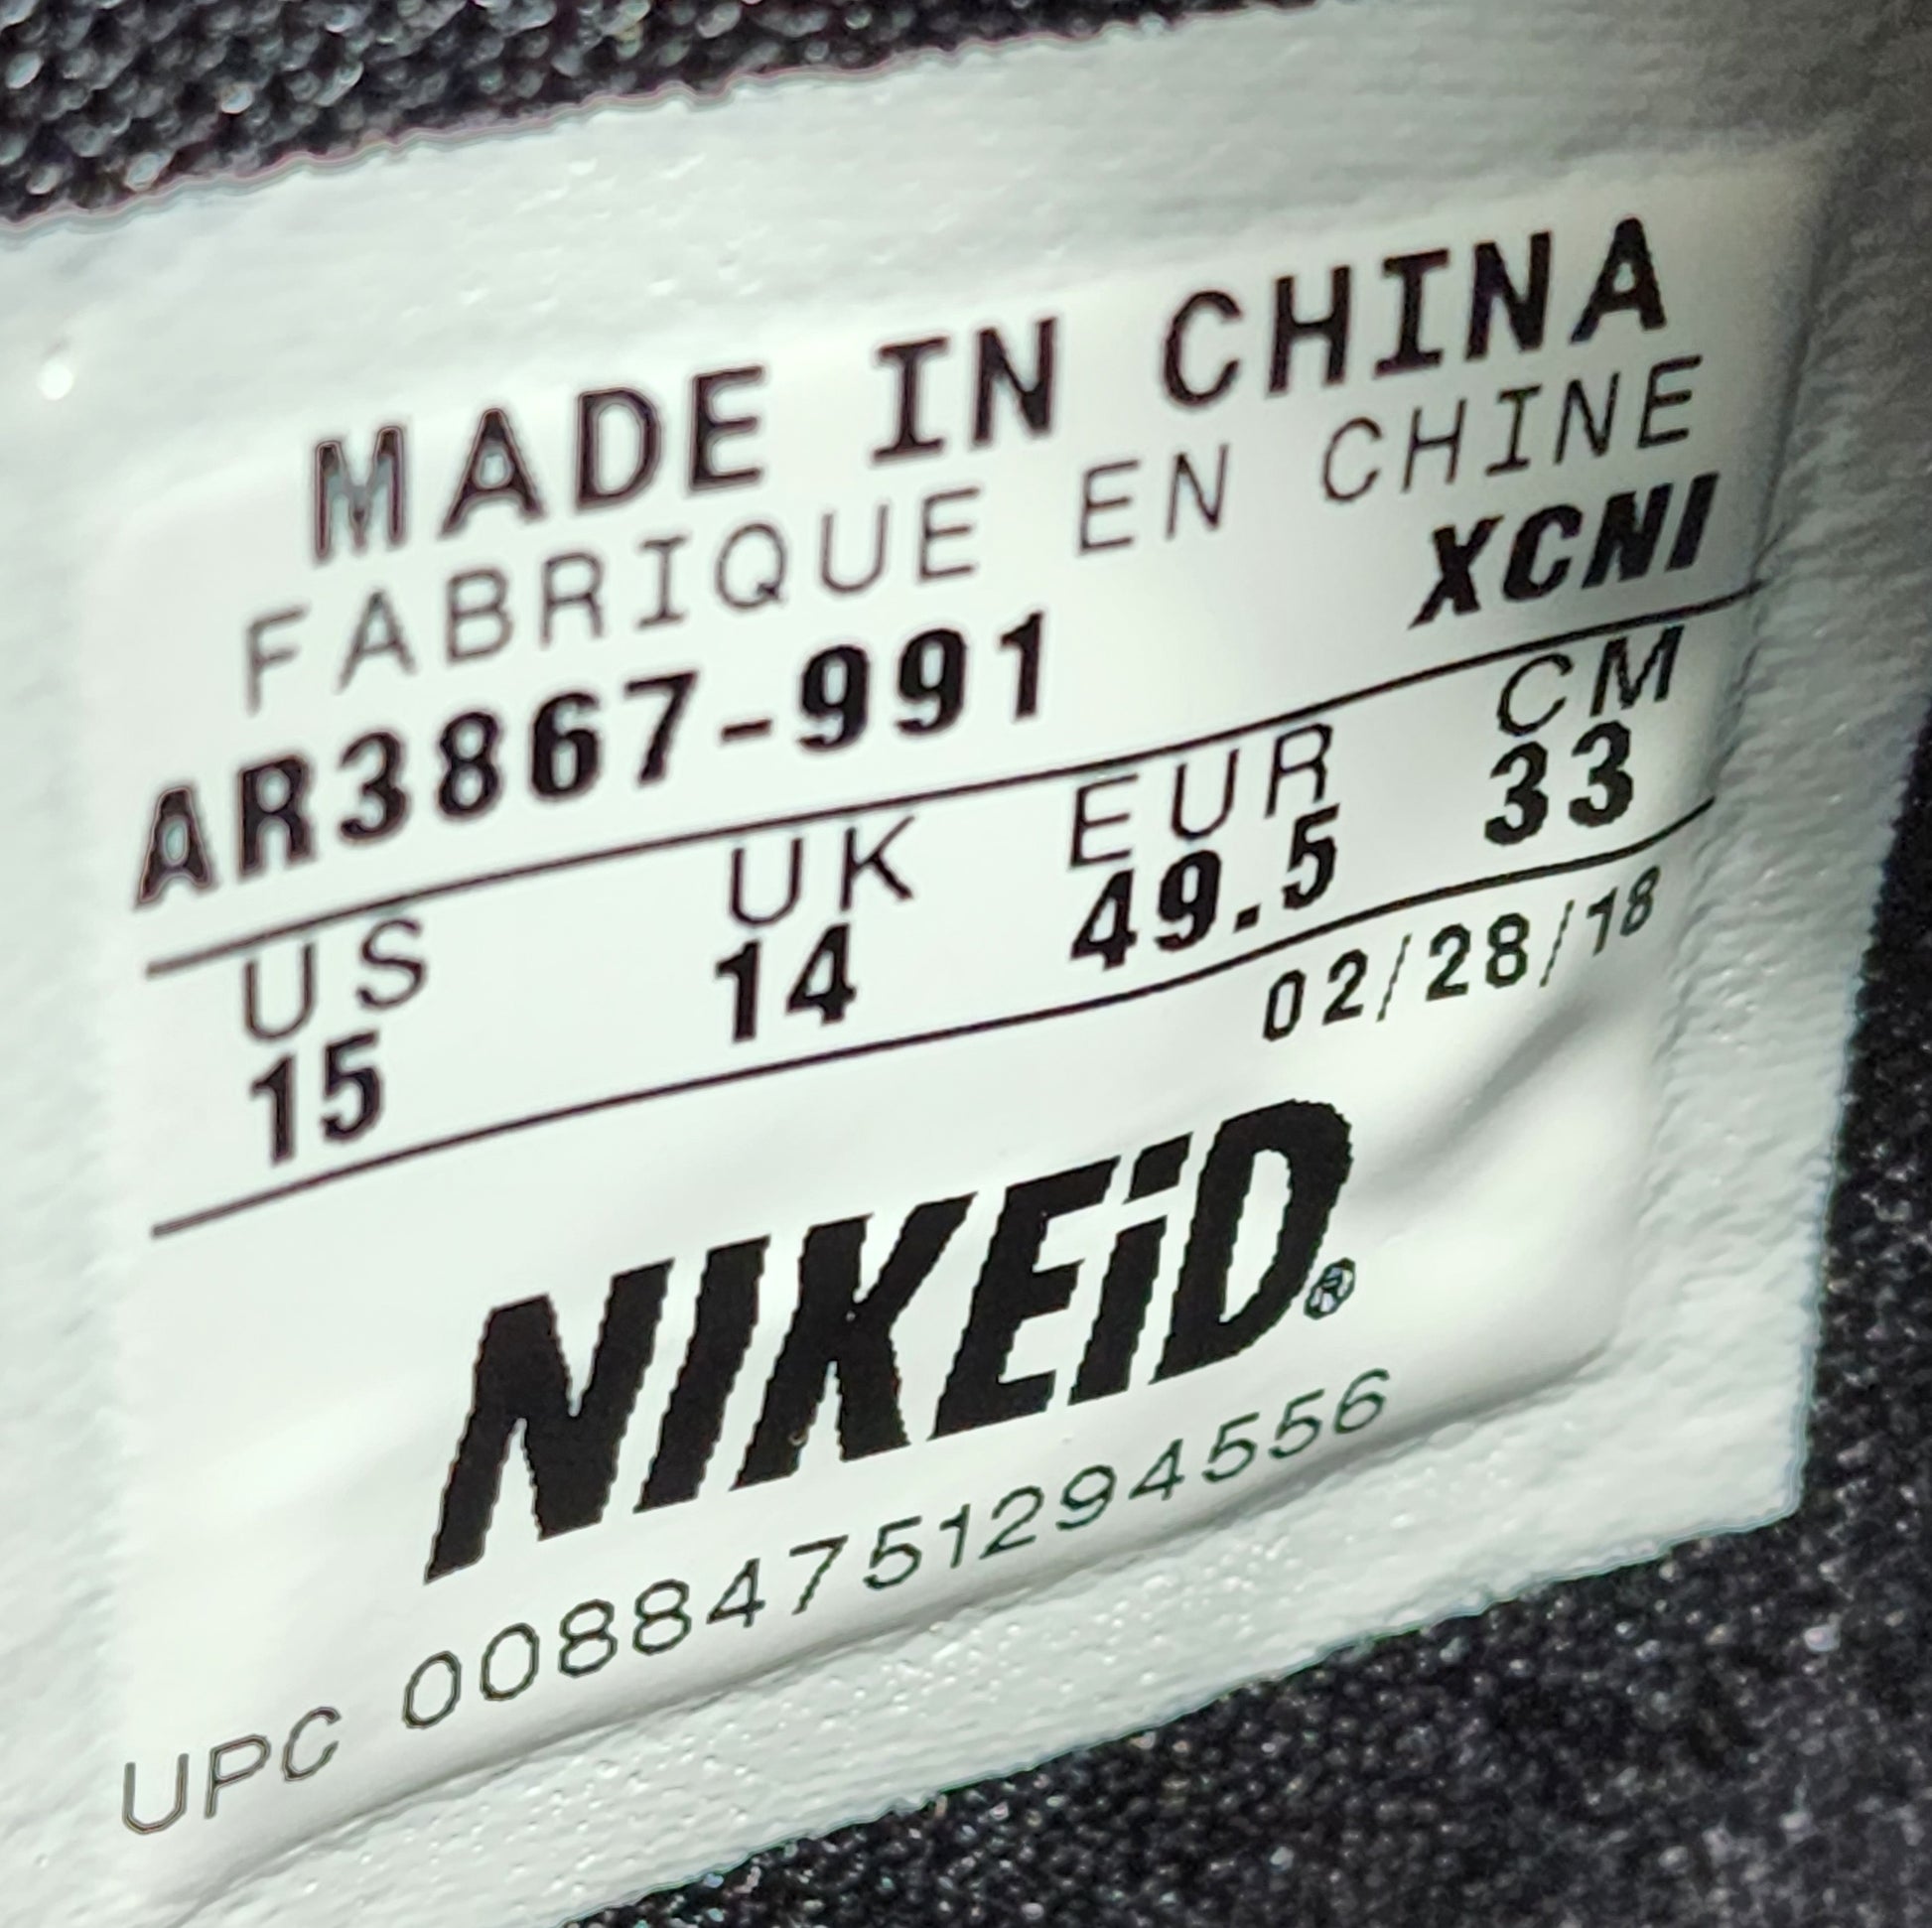 MADE IN CHINA
FABRIQUE EN CHINE
AR3867-991 XCNI
US UK EUR CM
15 14 49.5 33
02/28/18
NIKEiD®
UPC 00884751294556